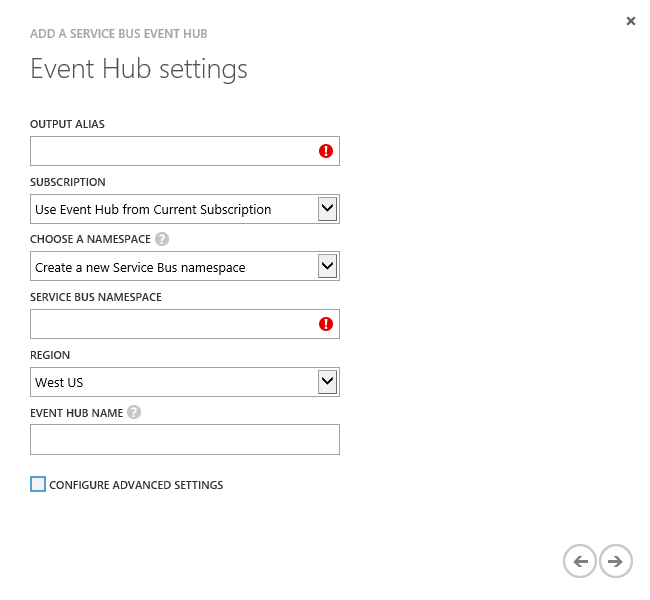 ADD A SERVICE BUS EVENT HUB
Event Hub settings
OUTPUT ALIAS
SUBSCRIPTION
Use Event Hub from Current Subscription
CHOOSE A NAMESPACE ?
Create a new Service Bus namespace
SERVICE BUS NAMESPACE
REGION
West US
EVENT HUB NAME ?
CONFIGURE ADVANCED SETTINGS